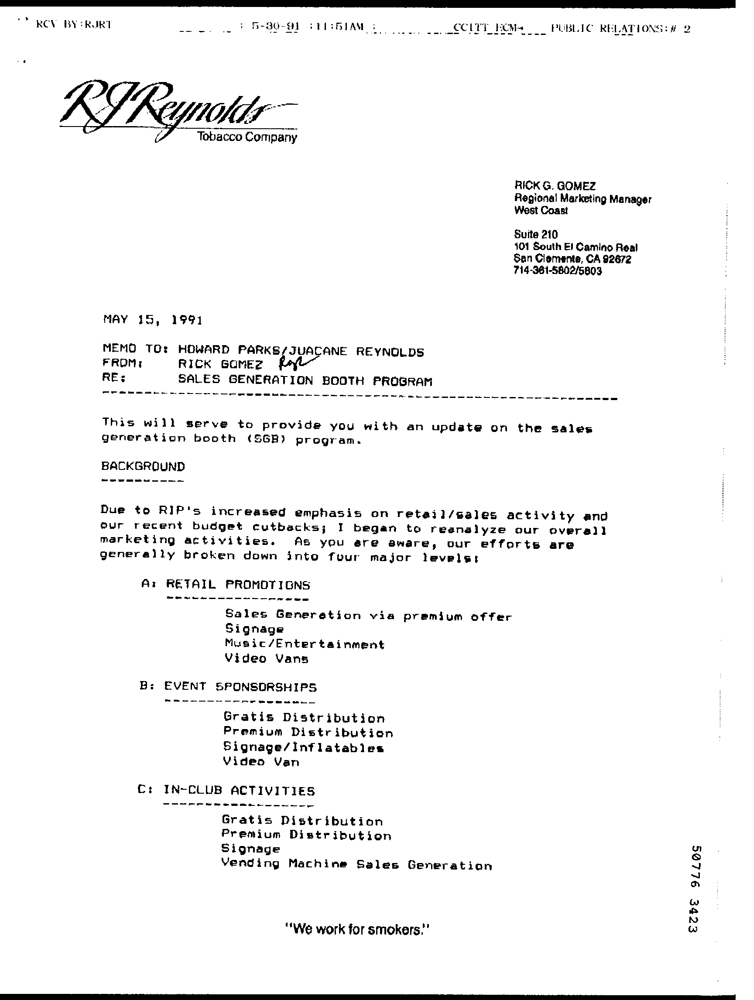 RCV BY:RJRT : 5-30-91 :11:51AM ; CCITT ECM→ PUBLIC RELATIONS:# 2
RJReynolds
Tobacco Company
RICK G. GOMEZ
Regional Marketing Manager
West Coast
Suite 210
101 South El Camino Real
San Clemente, CA 92672
714-361-5802/5803
MAY 15, 1991
MEMO TO: HOWARD PARKS/JUACANE REYNOLDS
FROM: RICK GOMEZ
RE: SALES GENERATION BOOTH PROGRAM
This will serve to provide you with an update on the sales
generation booth (SGB) program.
BACKGROUND
Due to RIP's increased emphasis on retail/sales activity and
our recent budget cutbacks; I began to reanalyze our overall
marketing activities. As you are aware, our efforts are
generally broken down into four major levels:
A: RETAIL PROMOTIONS
Sales Generation via premium offer
Signage
Music/Entertainment
Video Vans
B: EVENT SPONSORSHIPS
Gratis Distribution
Premium Distribution
Signage/Inflatables
Video Van
C: IN-CLUB ACTIVITIES
Gratis Distribution
Premium Distribution
Signage
Vending Machine Sales Generation
"We work for smokers."
50776 3423